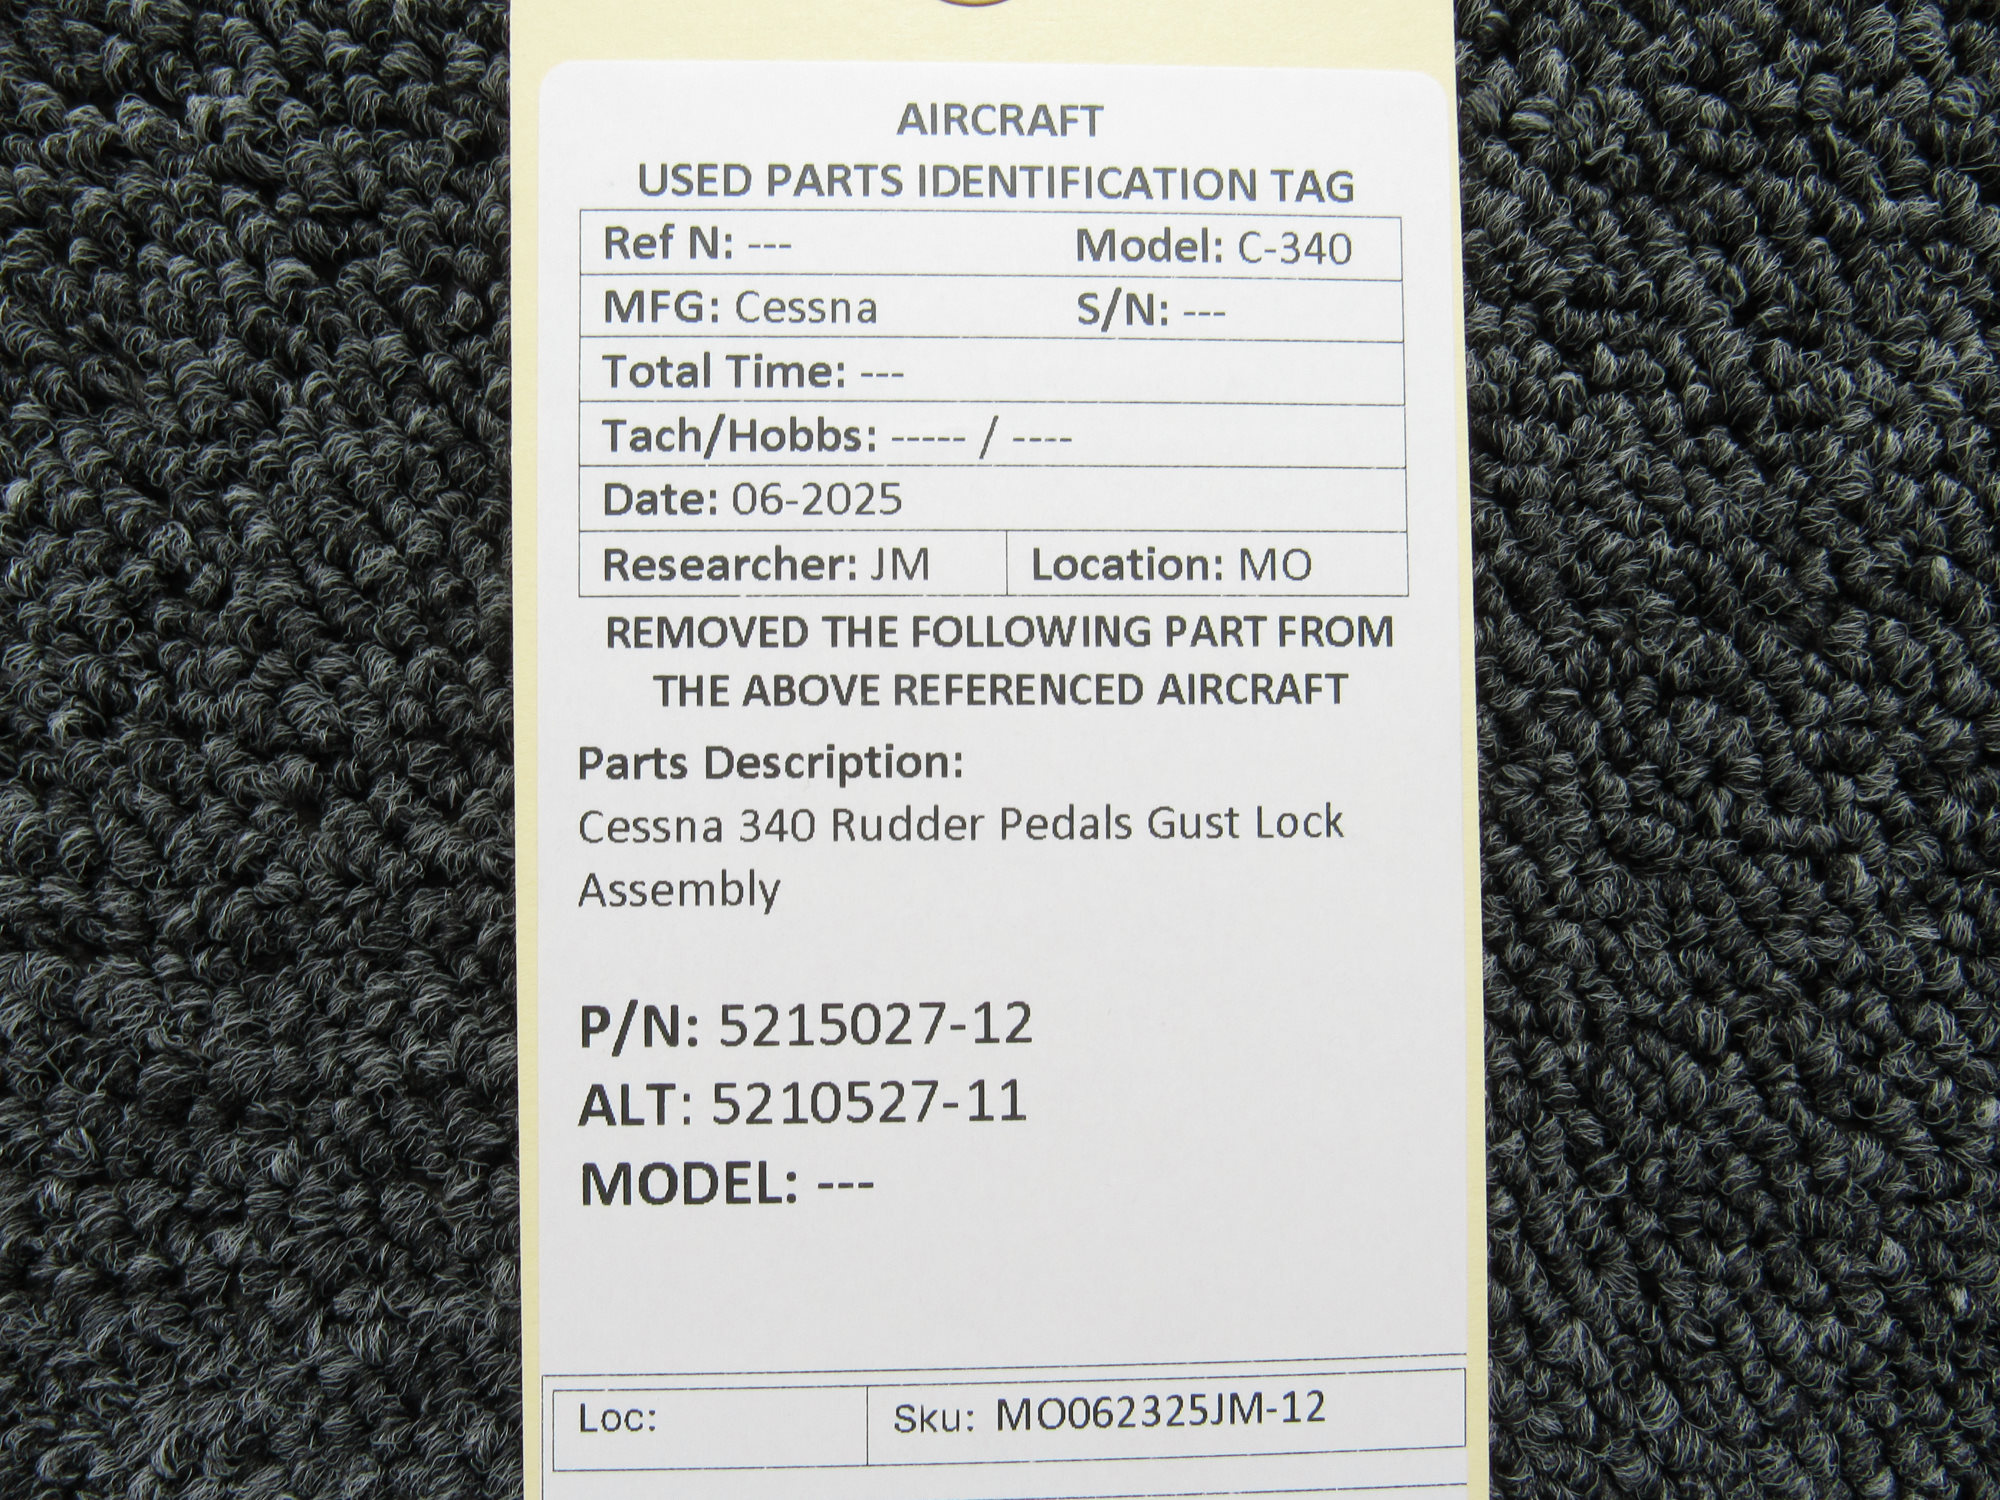 AIRCRAFT
USED PARTS IDENTIFICATION TAG
Ref N: --- Model: C-340
MFG: Cessna S/N: ---
Total Time: ---
Tach/Hobbs: ----- / ----
Date: 06-2025
Researcher: JM Location: MO
REMOVED THE FOLLOWING PART FROM
THE ABOVE REFERENCED AIRCRAFT
Parts Description:
Cessna 340 Rudder Pedals Gust Lock
Assembly
P/N: 5215027-12
ALT: 5210527-11
MODEL: ---
Loc: Sku: MO062325JM-12